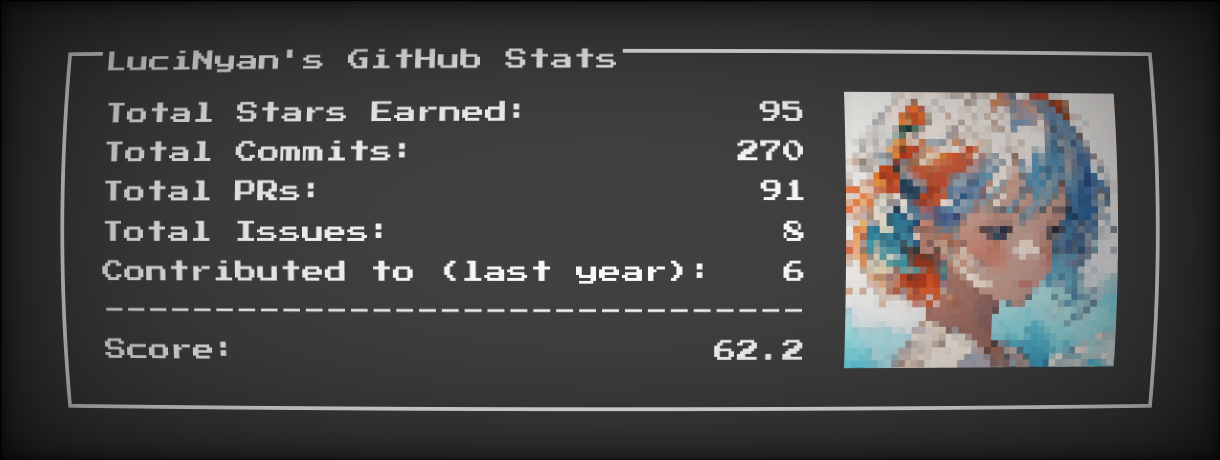 LuciNyan's GitHub Stats
Total Stars Earned: 95
Total Commits: 270
Total PRs: 91
Total Issues: 8
Contributed to (last year): 6
-------------------------------
Score: 62.2